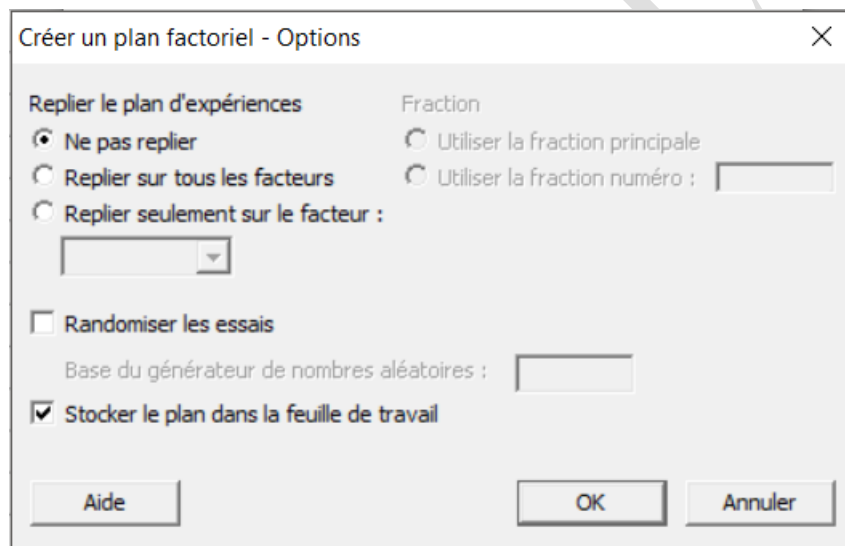 Créer un plan factoriel - Options
Replier le plan d'expériences
Ne pas replier
Replier sur tous les facteurs
Replier seulement sur le facteur :
Fraction
Utiliser la fraction principale
Utiliser la fraction numéro :
Randomiser les essais
Base du générateur de nombres aléatoires :
Stocker le plan dans la feuille de travail
Aide
OK
Annuler